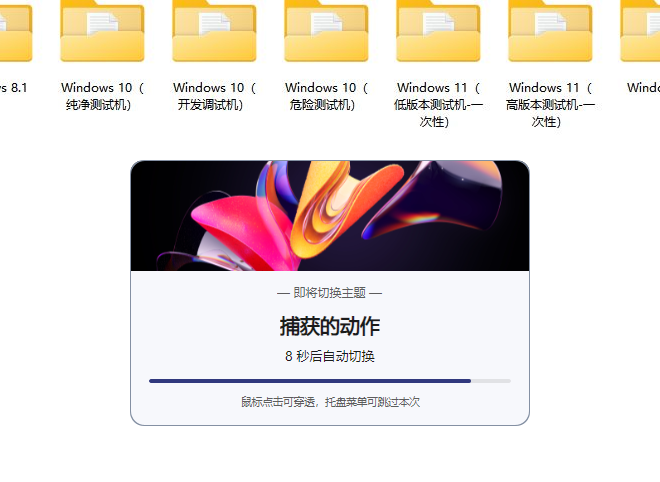 s 8.1
Windows 10（
纯净测试机）
Windows 10（
开发调试机）
Windows 10（
危险测试机）
Windows 11（
低版本测试机-一
次性）
Windows 11（
高版本测试机-一
次性）
Windo
— 即将切换主题 —
捕获的动作
8 秒后自动切换
鼠标点击可穿透，托盘菜单可跳过本次